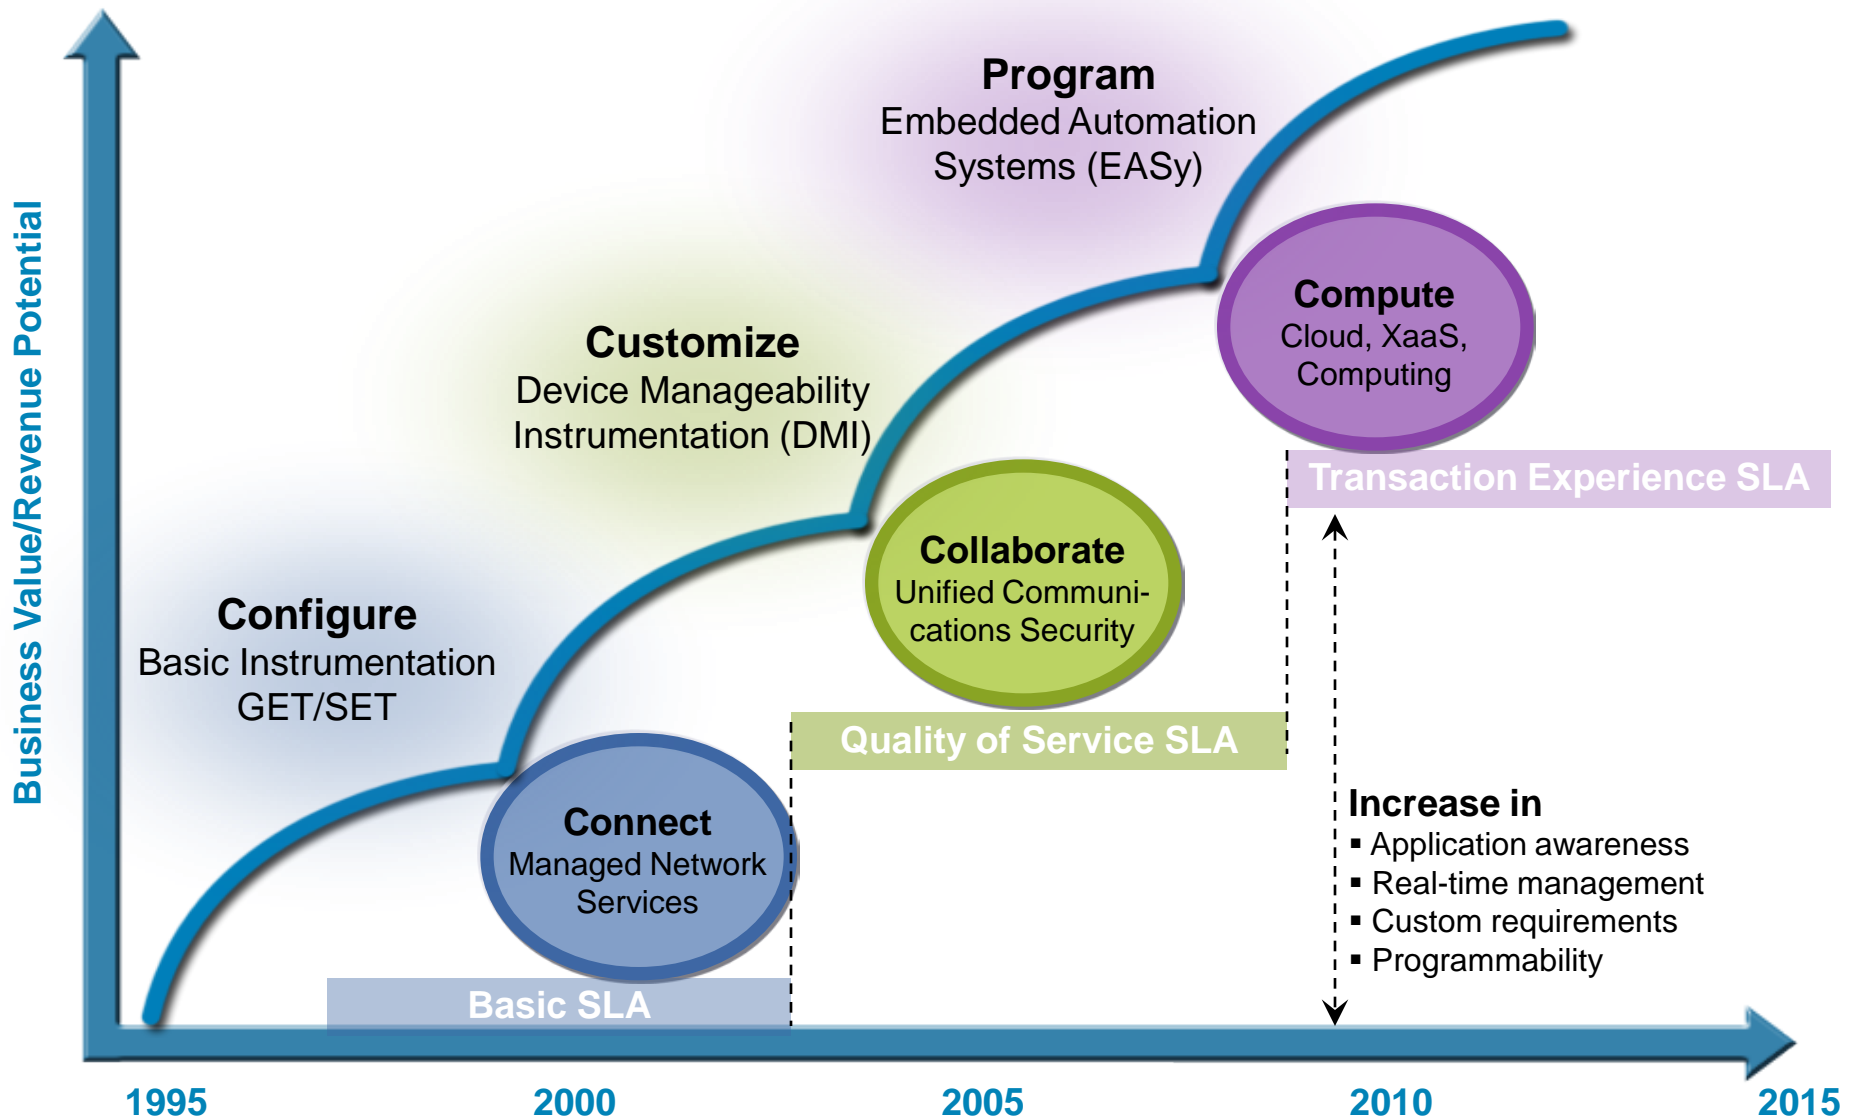 Business Value/Revenue Potential
Program
Embedded Automation
Systems (EASy)
Compute
Cloud, XaaS,
Computing
Customize
Device Manageability
Instrumentation (DMI)
Transaction Experience SLA
Collaborate
Unified Communi-
cations Security
Configure
Basic Instrumentation
GET/SET
Quality of Service SLA
Connect
Managed Network
Services
Increase in
▪ Application awareness
▪ Real-time management
▪ Custom requirements
▪ Programmability
Basic SLA
1995 2000 2005 2010 2015